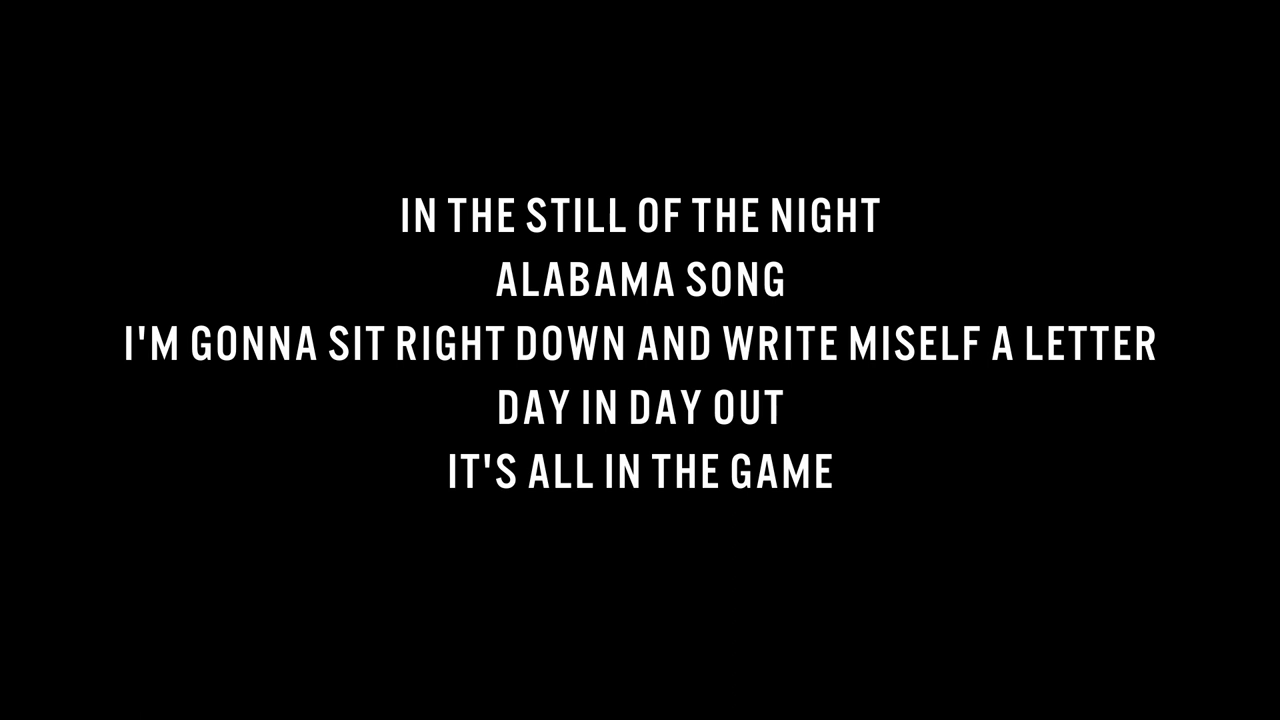 IN THE STILL OF THE NIGHT
ALABAMA SONG
I'M GONNA SIT RIGHT DOWN AND WRITE MISELF A LETTER
DAY IN DAY OUT
IT'S ALL IN THE GAME